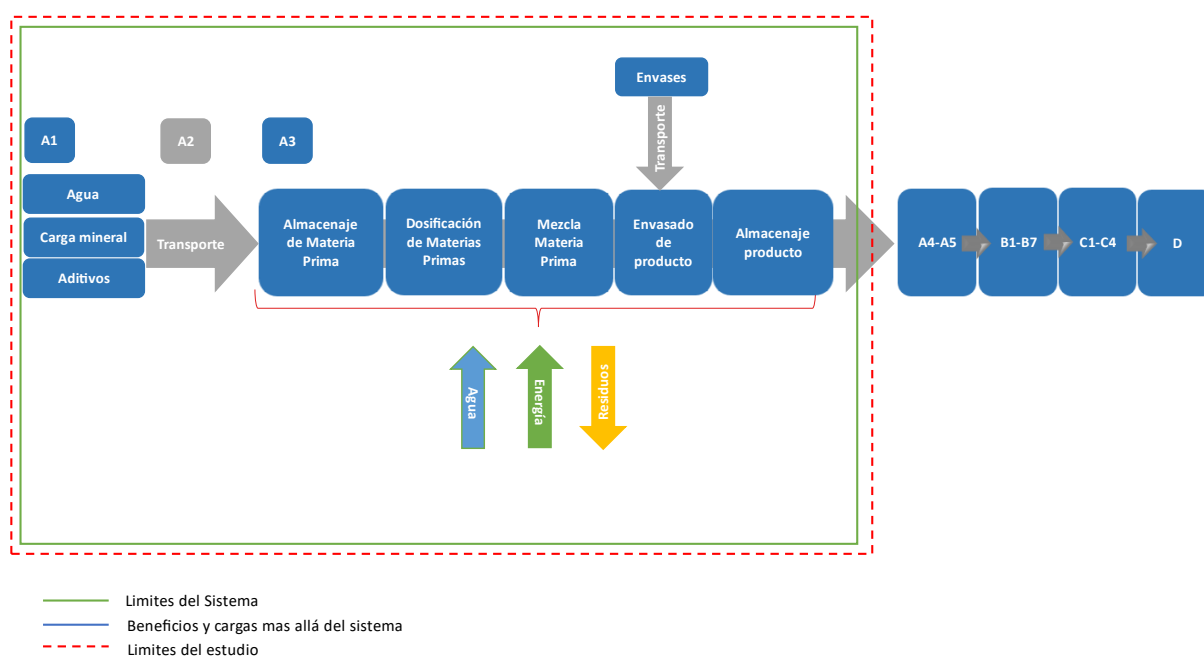 Envases
Transporte
A1
A2
A3
Agua
Carga mineral
Aditivos
Transporte
Almacenaje
de Materia
Prima
Dosificación
de Materias
Primas
Mezcla
Materia
Prima
Envasado
de
producto
Almacenaje
producto
A4-A5
B1-B7
C1-C4
D
Agua
Energía
Residuos
Limites del Sistema
Beneficios y cargas mas allá del sistema
Limites del estudio